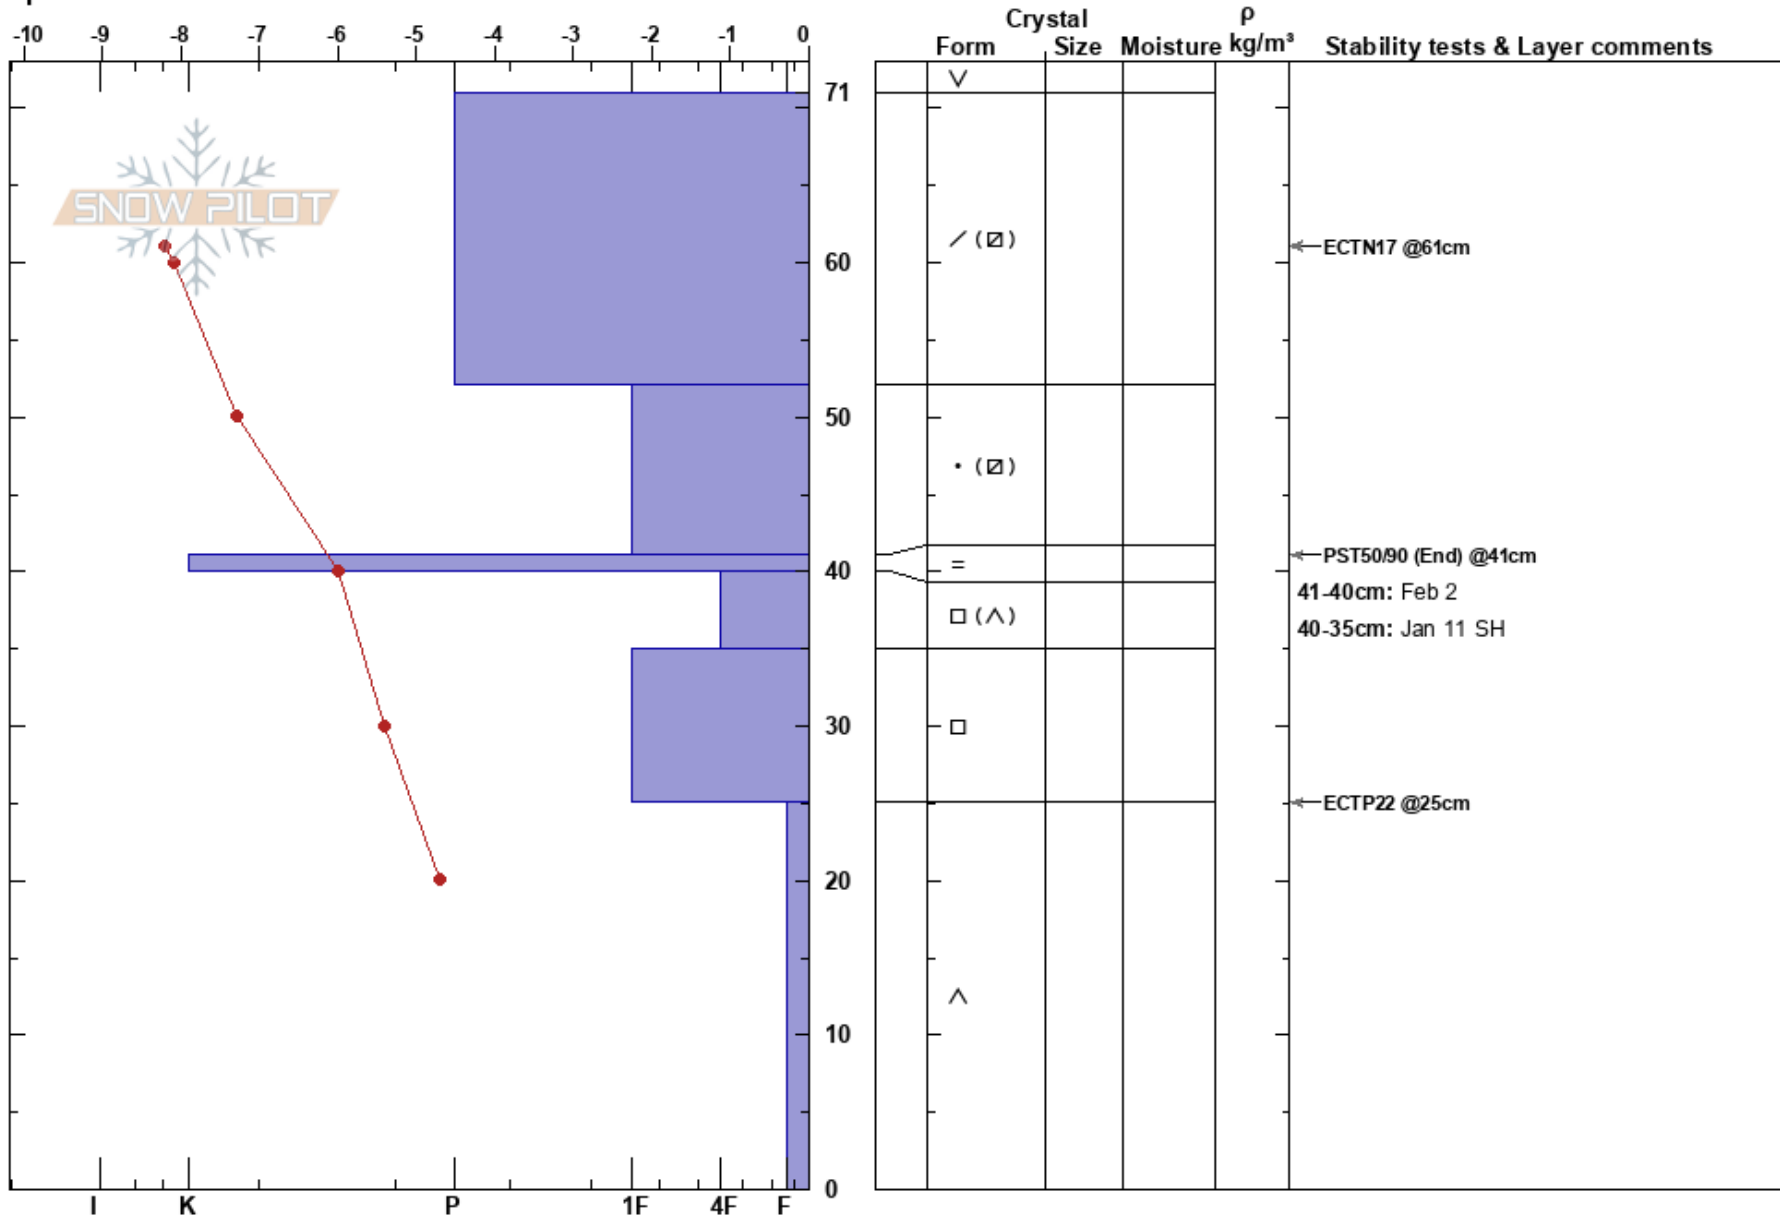 -10 -9 -8 -7 -6 -5 -4 -3 -2 -1 0
Crystal ρ
Form Size Moisture kg/m³ Stability tests & Layer comments
71
SNOW PILOT
ECTN17 @61cm
60
50
PST50/90 (End) @41cm
40
41-40cm: Feb 2
40-35cm: Jan 11 SH
30
ECTP22 @25cm
20
10
0
I K P 1F 4F F